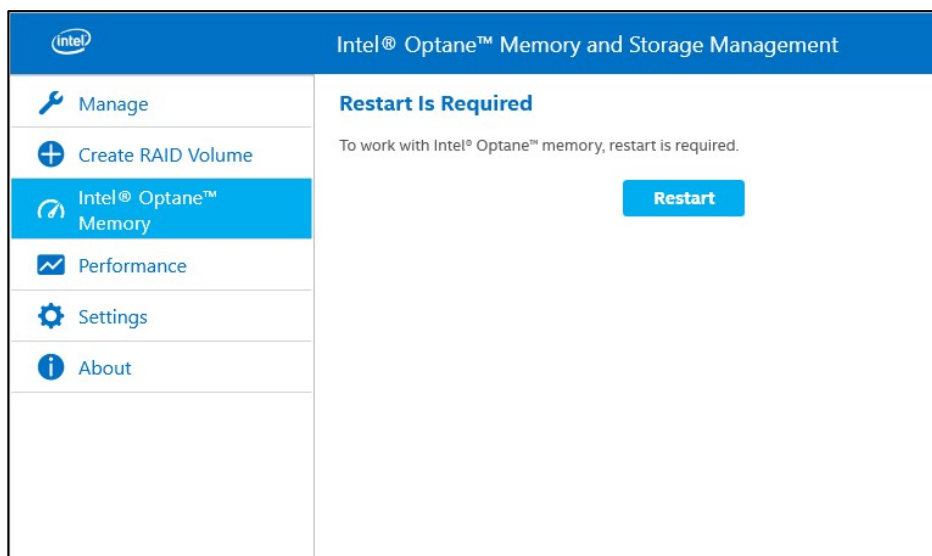 intel
Intel® Optane™ Memory and Storage Management
Manage
Create RAID Volume
Intel® Optane™
Memory
Performance
Settings
About
Restart Is Required
To work with Intel® Optane™ memory, restart is required.
Restart